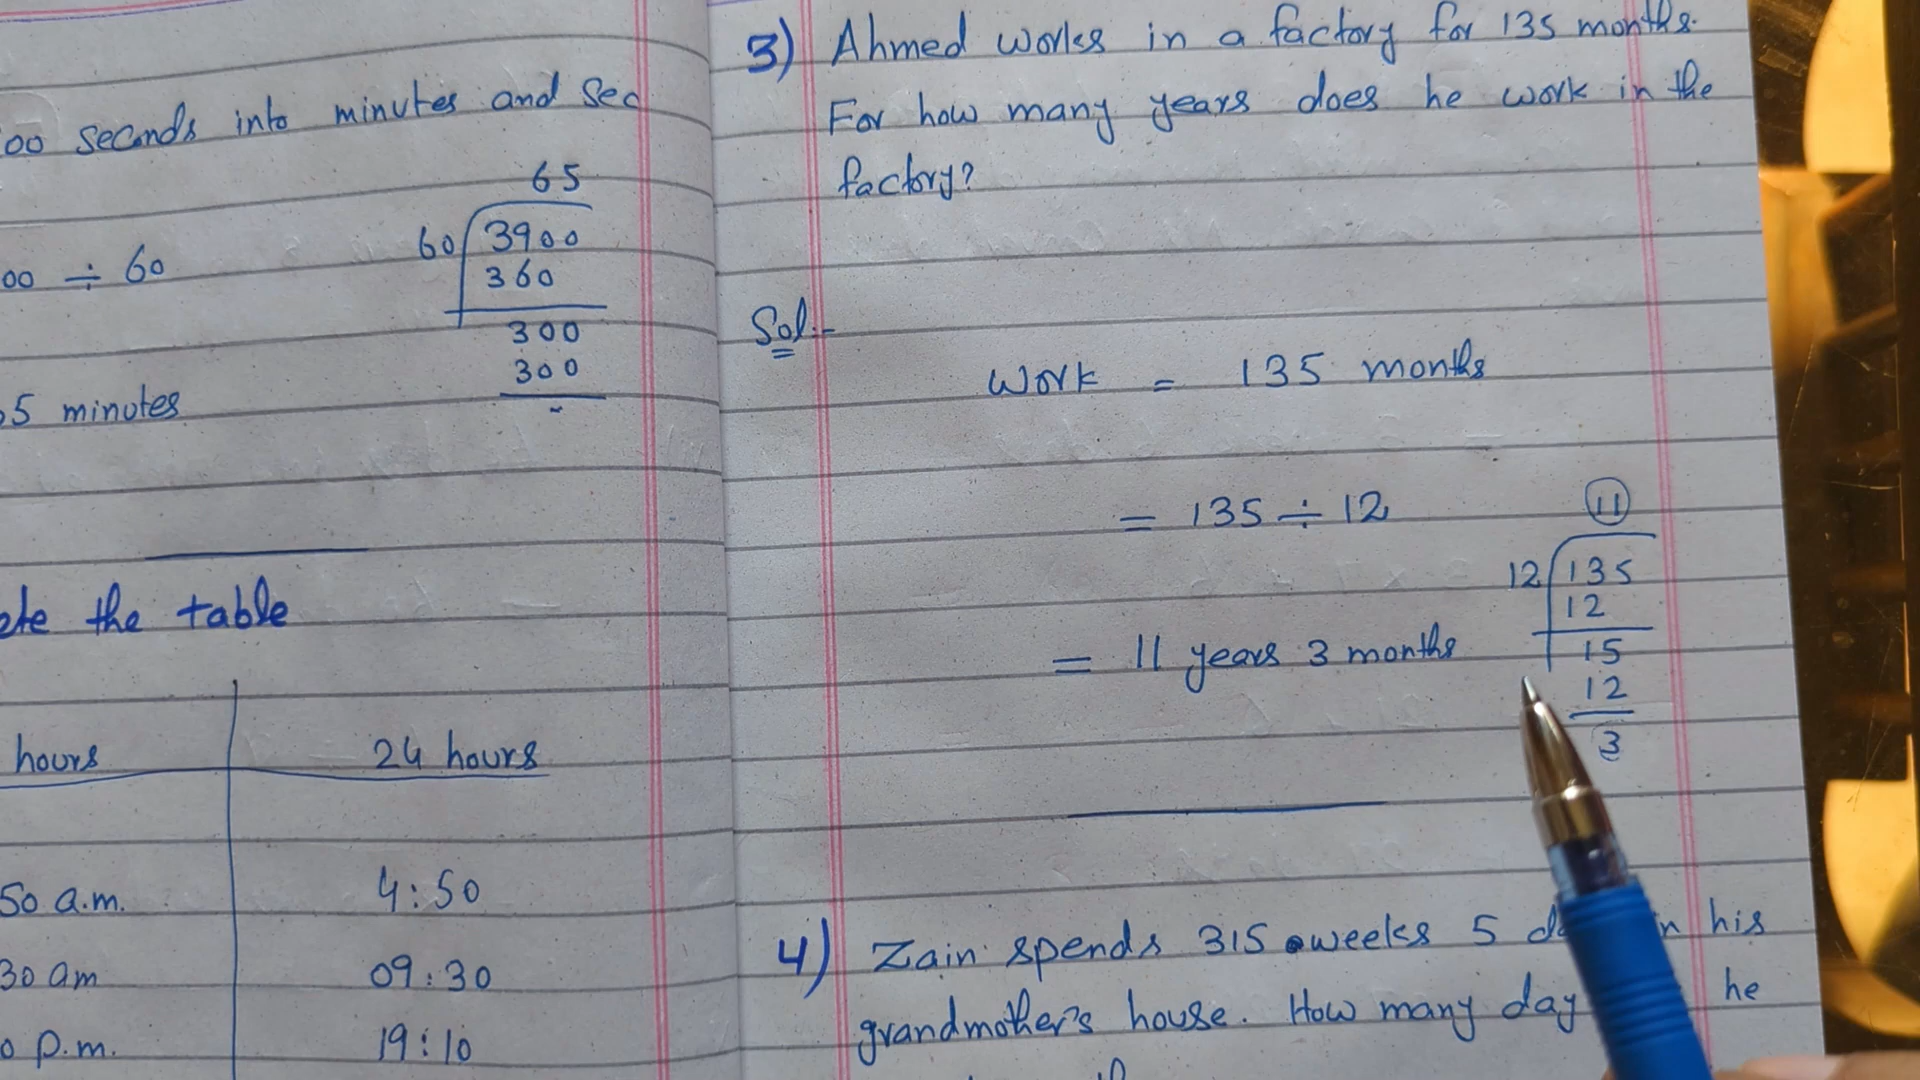 00 seconds into minutes and sec
65
60 3900
00 ÷ 60
360
300
300
5 minutes
-
ete the table
hours 24 hours
50 a.m. 4:50
30 am 09:30
0 p.m. 19:10
3) Ahmed works in a factory for 135 months.
For how many years does he work in the
factory?
Sol:-
Work = 135 months
= 135 ÷ 12
11
12 135
12
= 11 years 3 months
15
12
3
4) Zain spends 315 weeks 5 d n his
grandmother's house. How many day he